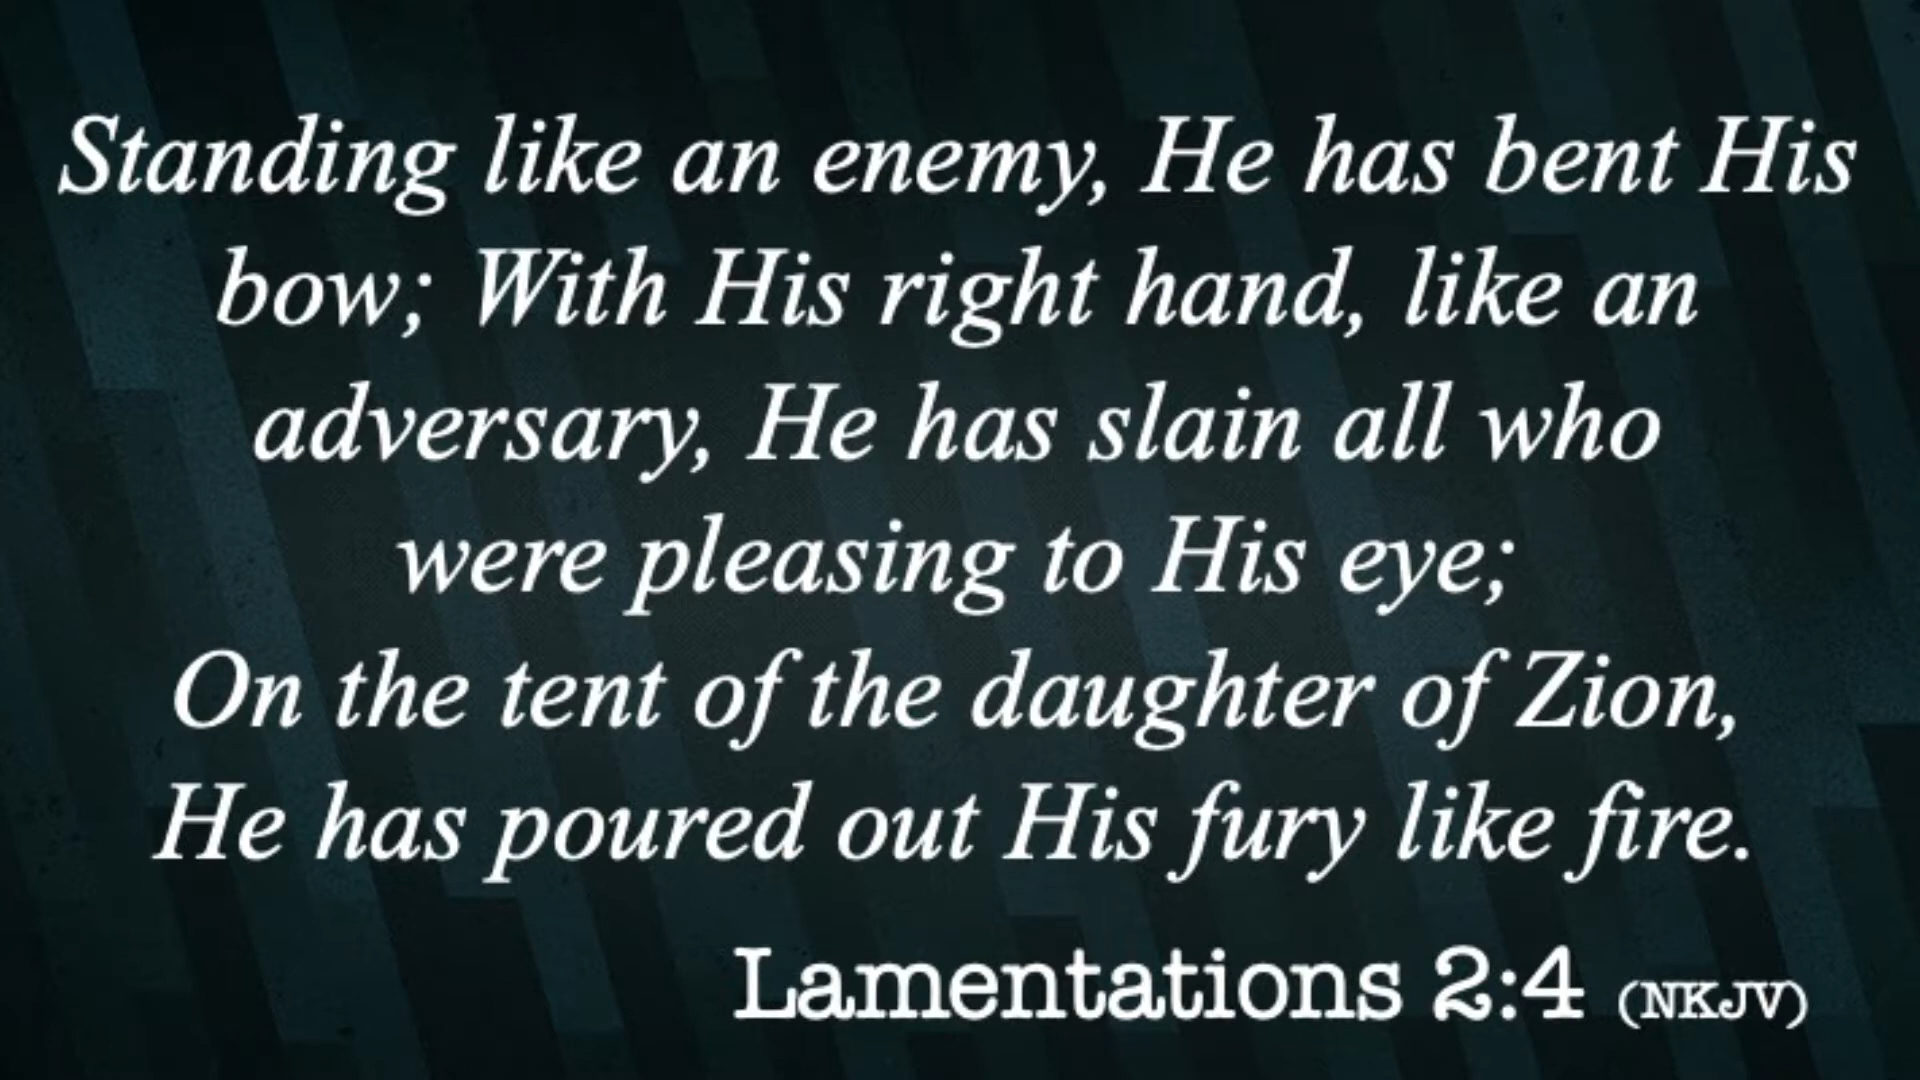 Standing like an enemy, He has bent His
bow; With His right hand, like an
adversary, He has slain all who
were pleasing to His eye;
On the tent of the daughter of Zion,
He has poured out His fury like fire.
Lamentations 2:4 (NKJV)